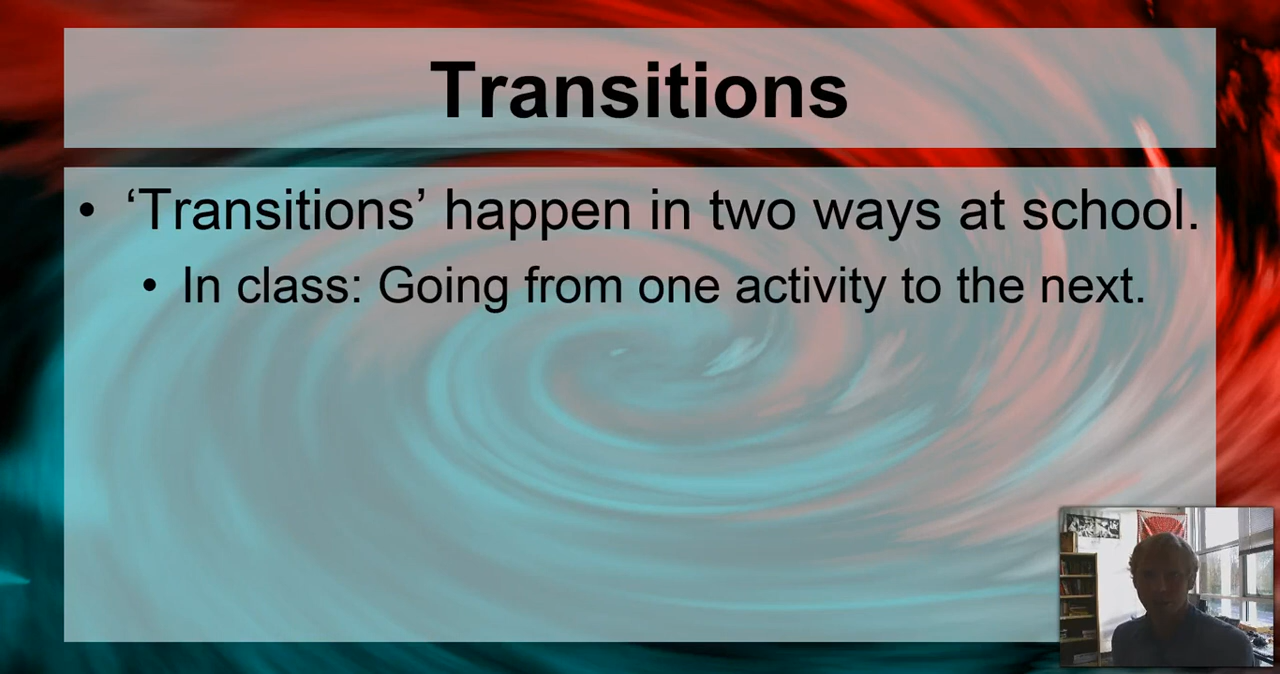 Transitions
• ‘Transitions’ happen in two ways at school.
• In class: Going from one activity to the next.